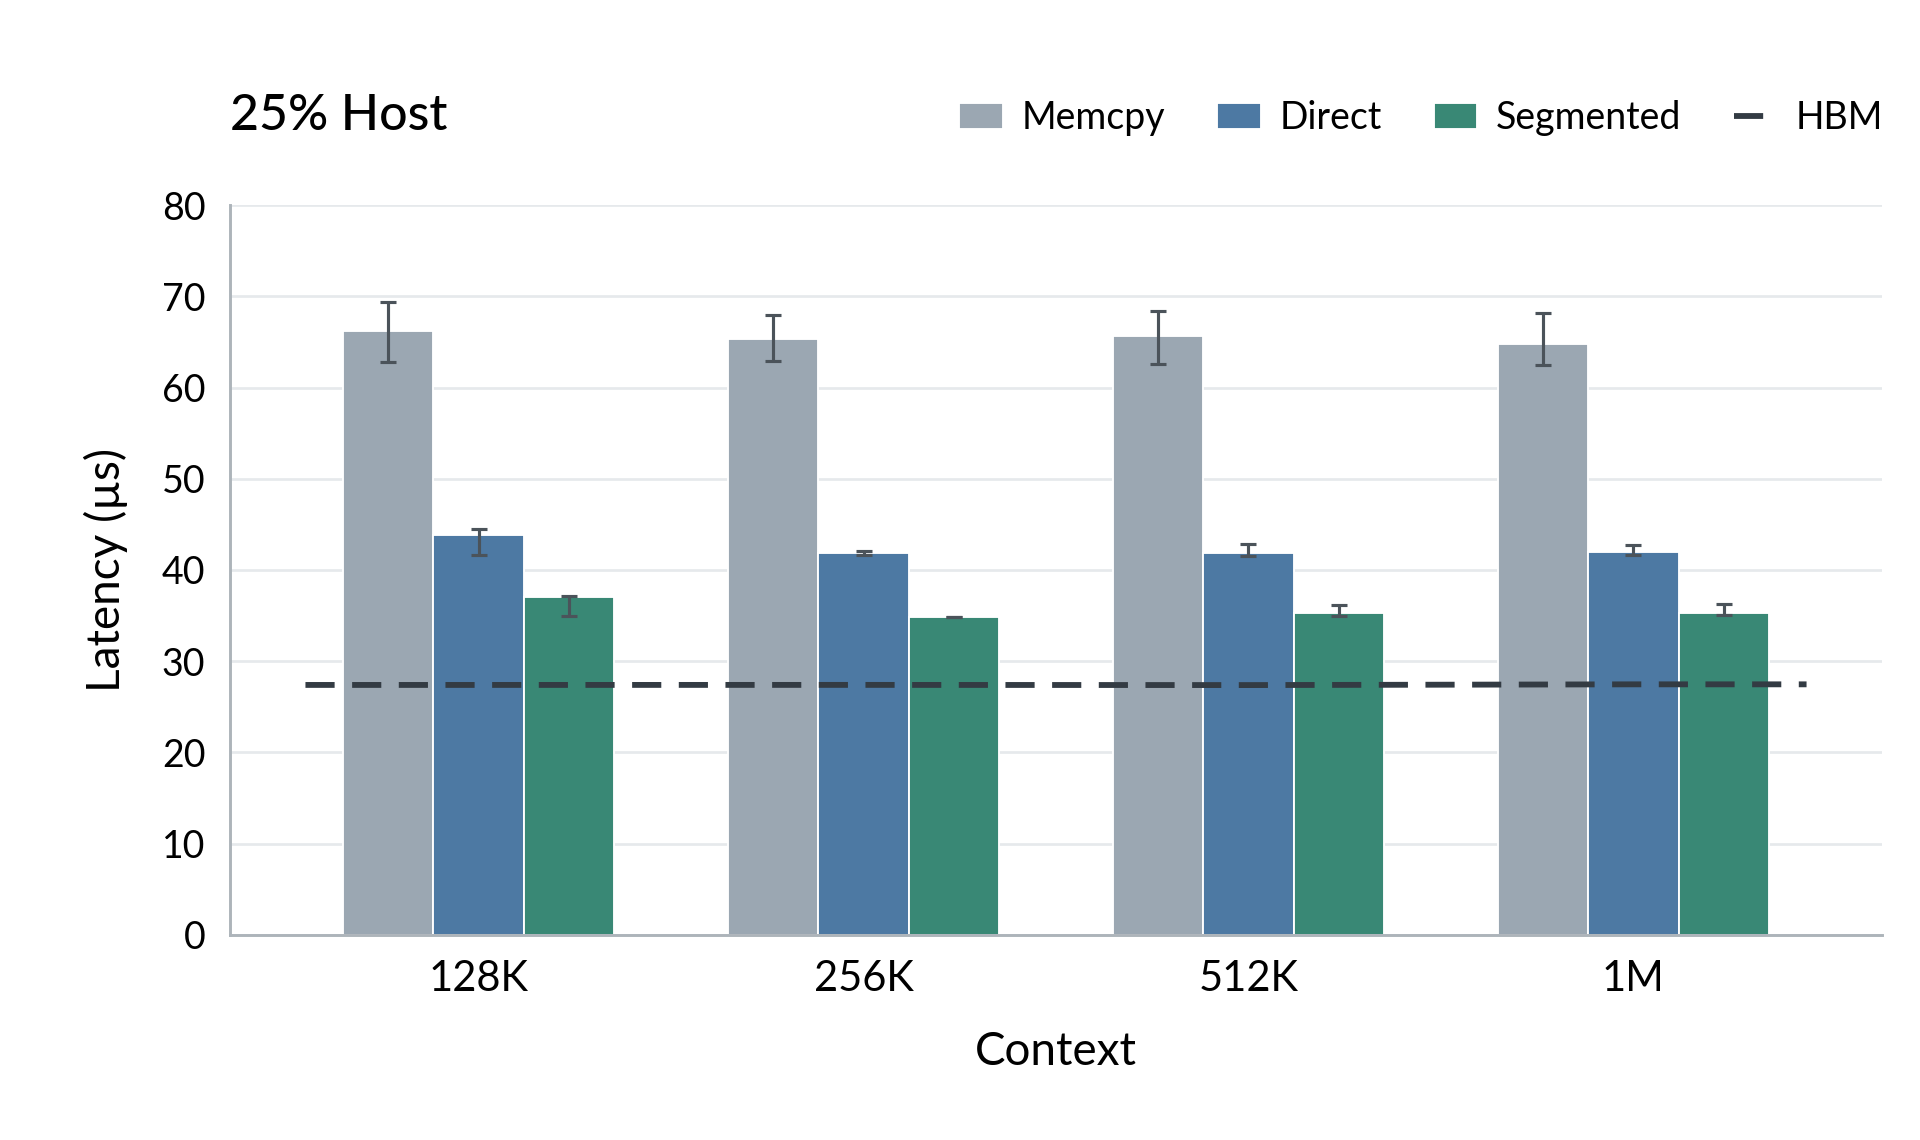 25% Host
Memcpy Direct Segmented HBM
80
70
60
50
40
30
20
10
0
Latency (µs)
128K 256K 512K 1M
Context